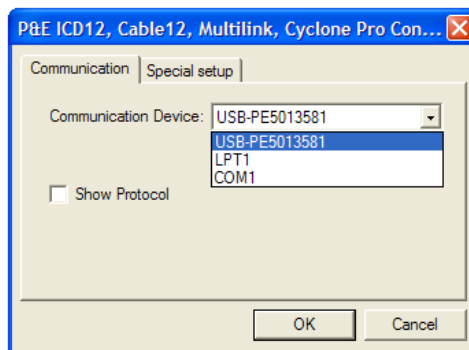 P&E ICD12, Cable12, Multilink, Cyclone Pro Con...
Communication Special setup
Communication Device: USB-PE5013581
USB-PE5013581
LPT1
COM1
Show Protocol
OK Cancel